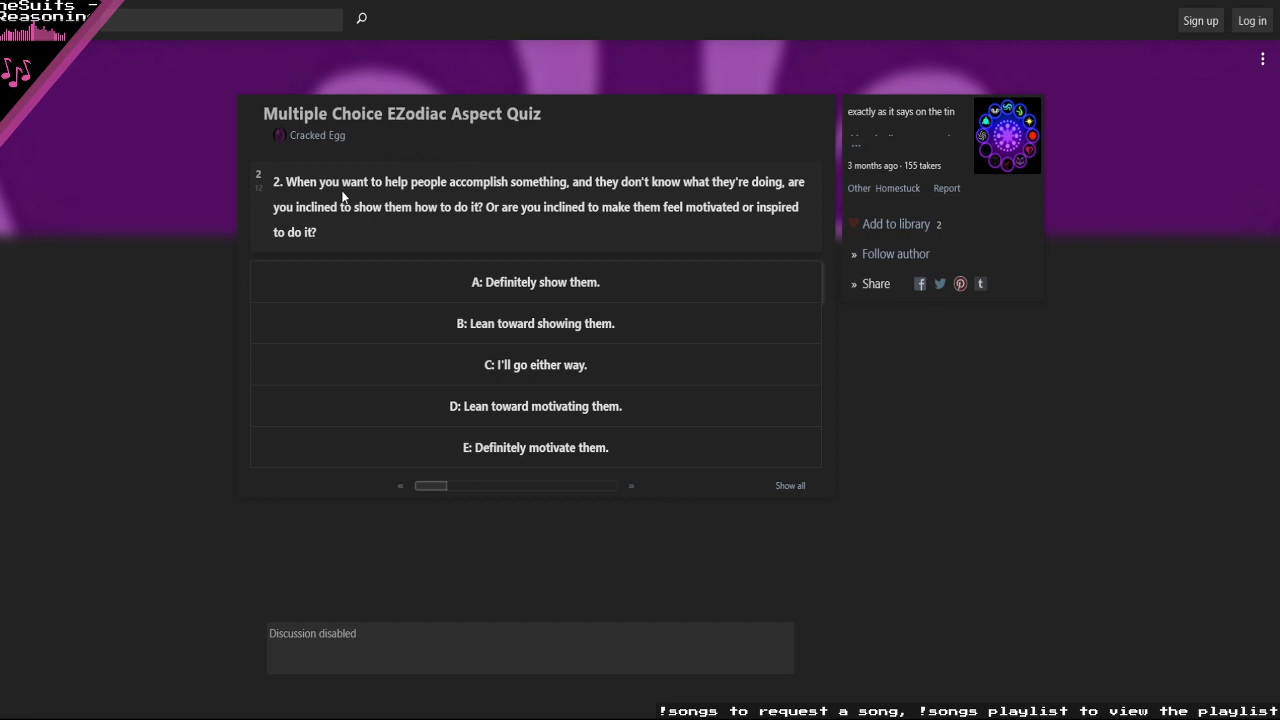 neSuits -
Reasoning
Sign up
Log in
Multiple Choice EZodiac Aspect Quiz
Cracked Egg
2
12
2. When you want to help people accomplish something, and they don't know what they're doing, are
you inclined to show them how to do it? Or are you inclined to make them feel motivated or inspired
to do it?
A: Definitely show them.
B: Lean toward showing them.
C: I'll go either way.
D: Lean toward motivating them.
E: Definitely motivate them.
«
»
Show all
exactly as it says on the tin
...
3 months ago · 155 takers
Other Homestuck Report
Add to library 2
» Follow author
» Share
Discussion disabled
!songs to request a song, !songs playlist to view the playlist